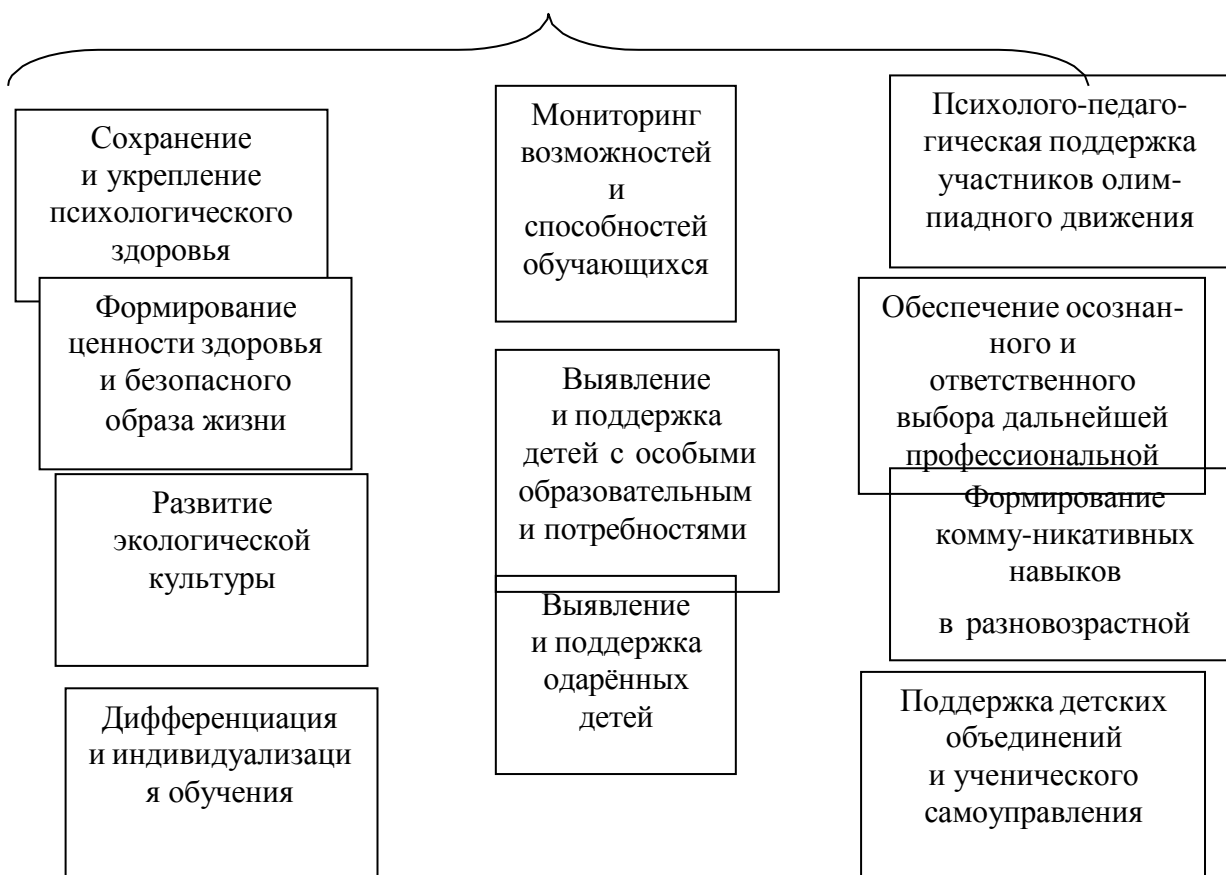 Сохранение
и укрепление
психологического
здоровья
Формирование
ценности здоровья
и безопасного
образа жизни
Развитие
экологической
культуры
Дифференциация
и индивидуализаци
я обучения
Мониторинг
возможностей
и
способностей
обучающихся
Выявление
и поддержка
детей с особыми
образовательным
и потребностями
Выявление
и поддержка
одарённых
детей
Психолого-педаго-
гическая поддержка
участников олим-
пиадного движения
Обеспечение осознан-
ного и
ответственного
выбора дальнейшей
профессиональной
Формирование
комму-никативных
навыков
в разновозрастной
Поддержка детских
объединений
и ученического
самоуправления